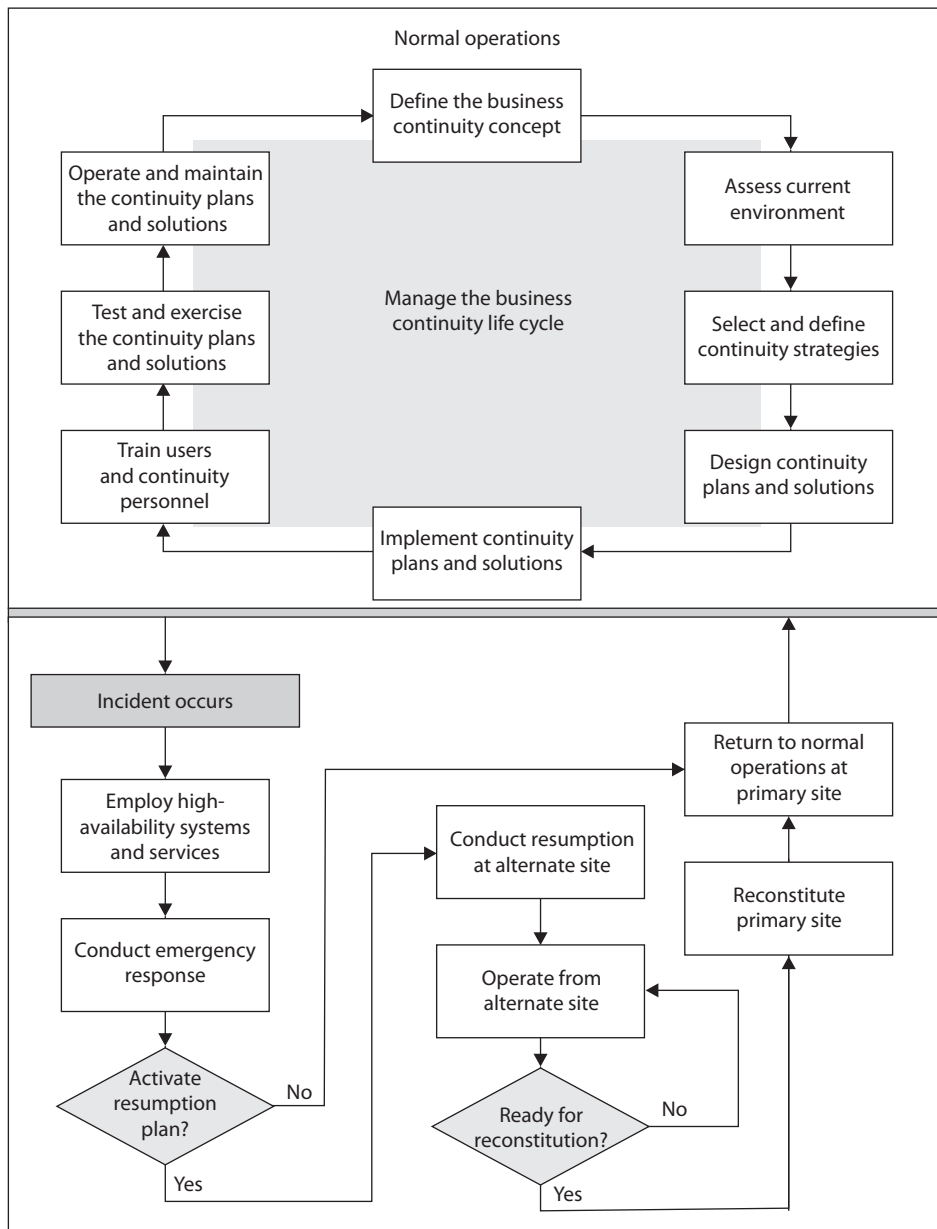 Normal operations
Define the business
continuity concept
Operate and maintain
the continuity plans
and solutions
Assess current
environment
Test and exercise
the continuity plans
and solutions
Manage the business
continuity life cycle
Select and define
continuity strategies
Train users
and continuity
personnel
Design continuity
plans and solutions
Implement continuity
plans and solutions
Incident occurs
Employ high-
availability systems
and services
Conduct emergency
response
Activate
resumption
plan?
No
Yes
Conduct resumption
at alternate site
Operate from
alternate site
Ready for
reconstitution?
No
Yes
Return to normal
operations at
primary site
Reconstitute
primary site